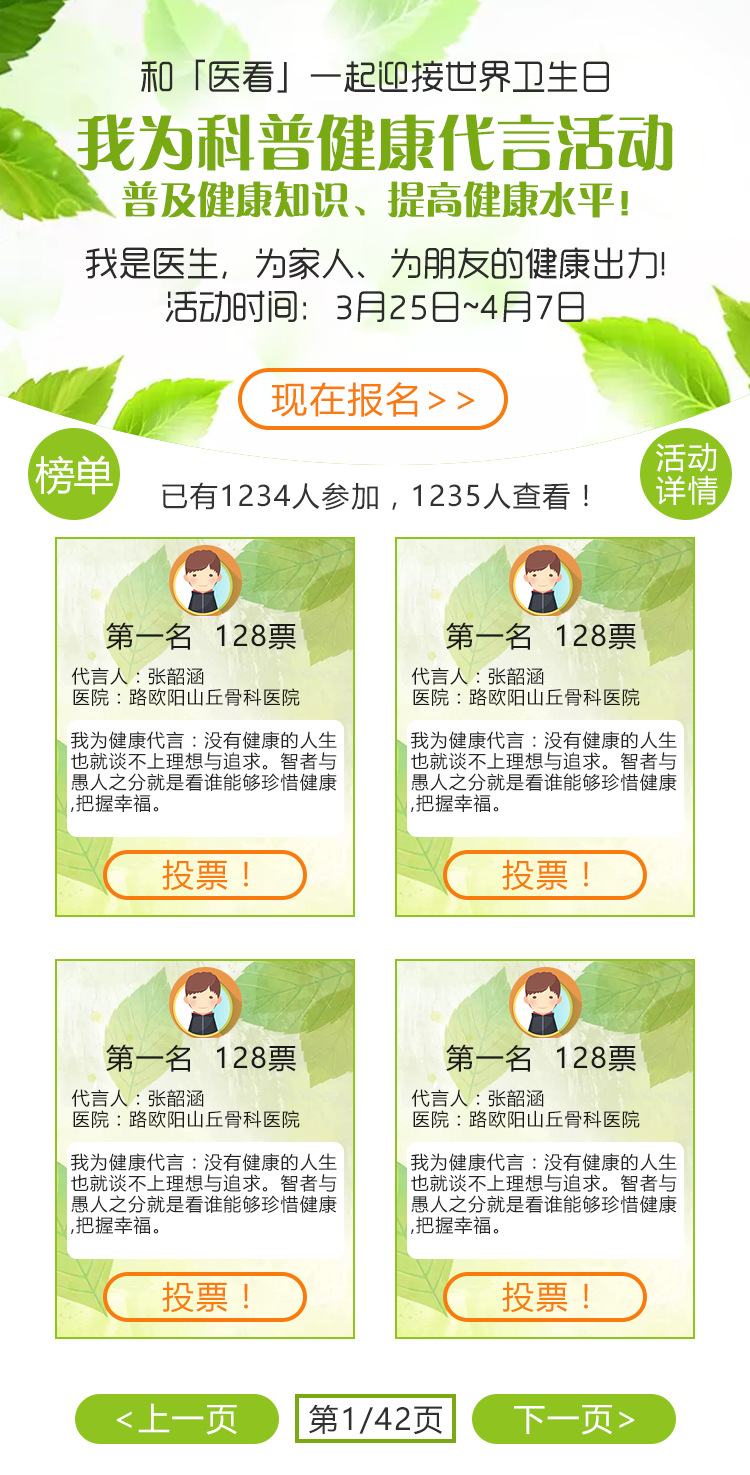 和「医看」一起迎接世界卫生日
我为科普健康代言活动
普及健康知识、提高健康水平!
我是医生，为家人、为朋友的健康出力!
活动时间：3月25日~4月7日
现在报名>>
榜单
活动
详情
已有1234人参加，1235人查看！
第一名 128票
代言人：张韶涵
医院：路欧阳山丘骨科医院
我为健康代言：没有健康的人生
也就谈不上理想与追求。智者与
愚人之分就是看谁能够珍惜健康
,把握幸福。
投票！
第一名 128票
代言人：张韶涵
医院：路欧阳山丘骨科医院
我为健康代言：没有健康的人生
也就谈不上理想与追求。智者与
愚人之分就是看谁能够珍惜健康
,把握幸福。
投票！
第一名 128票
代言人：张韶涵
医院：路欧阳山丘骨科医院
我为健康代言：没有健康的人生
也就谈不上理想与追求。智者与
愚人之分就是看谁能够珍惜健康
,把握幸福。
投票！
第一名 128票
代言人：张韶涵
医院：路欧阳山丘骨科医院
我为健康代言：没有健康的人生
也就谈不上理想与追求。智者与
愚人之分就是看谁能够珍惜健康
,把握幸福。
投票！
<上一页
第1/42页
下一页>